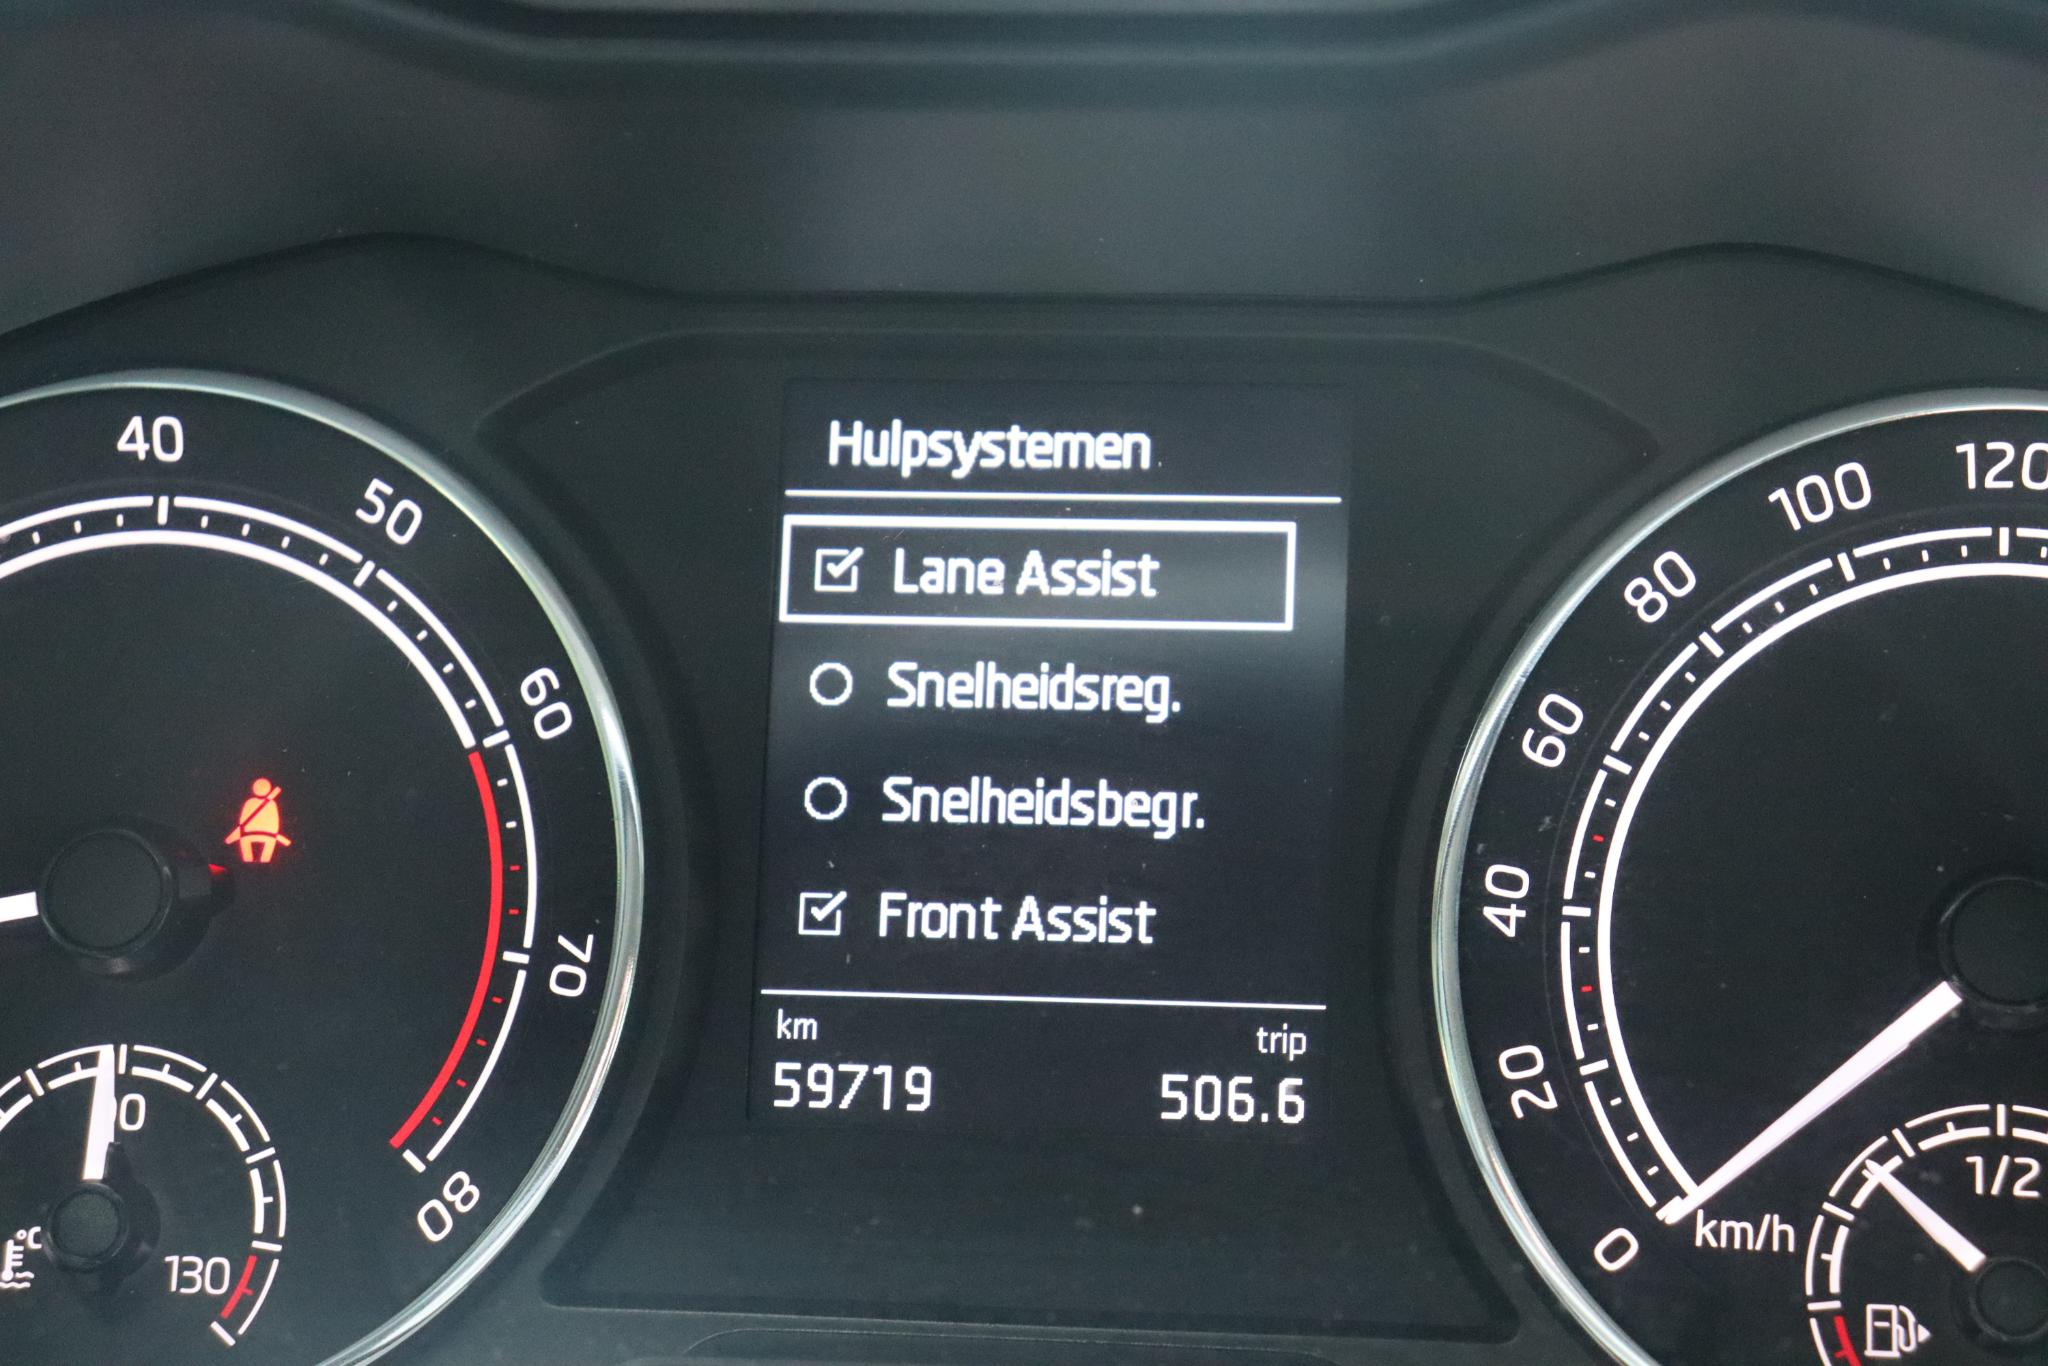 Hulpsystemen
Lane Assist
Snelheidsreg.
Snelheidsbegr.
Front Assist
km trip
59719 506.6
40
50
60
70
80
°C
130
0
20
40
60
80
100
120
km/h
1/2